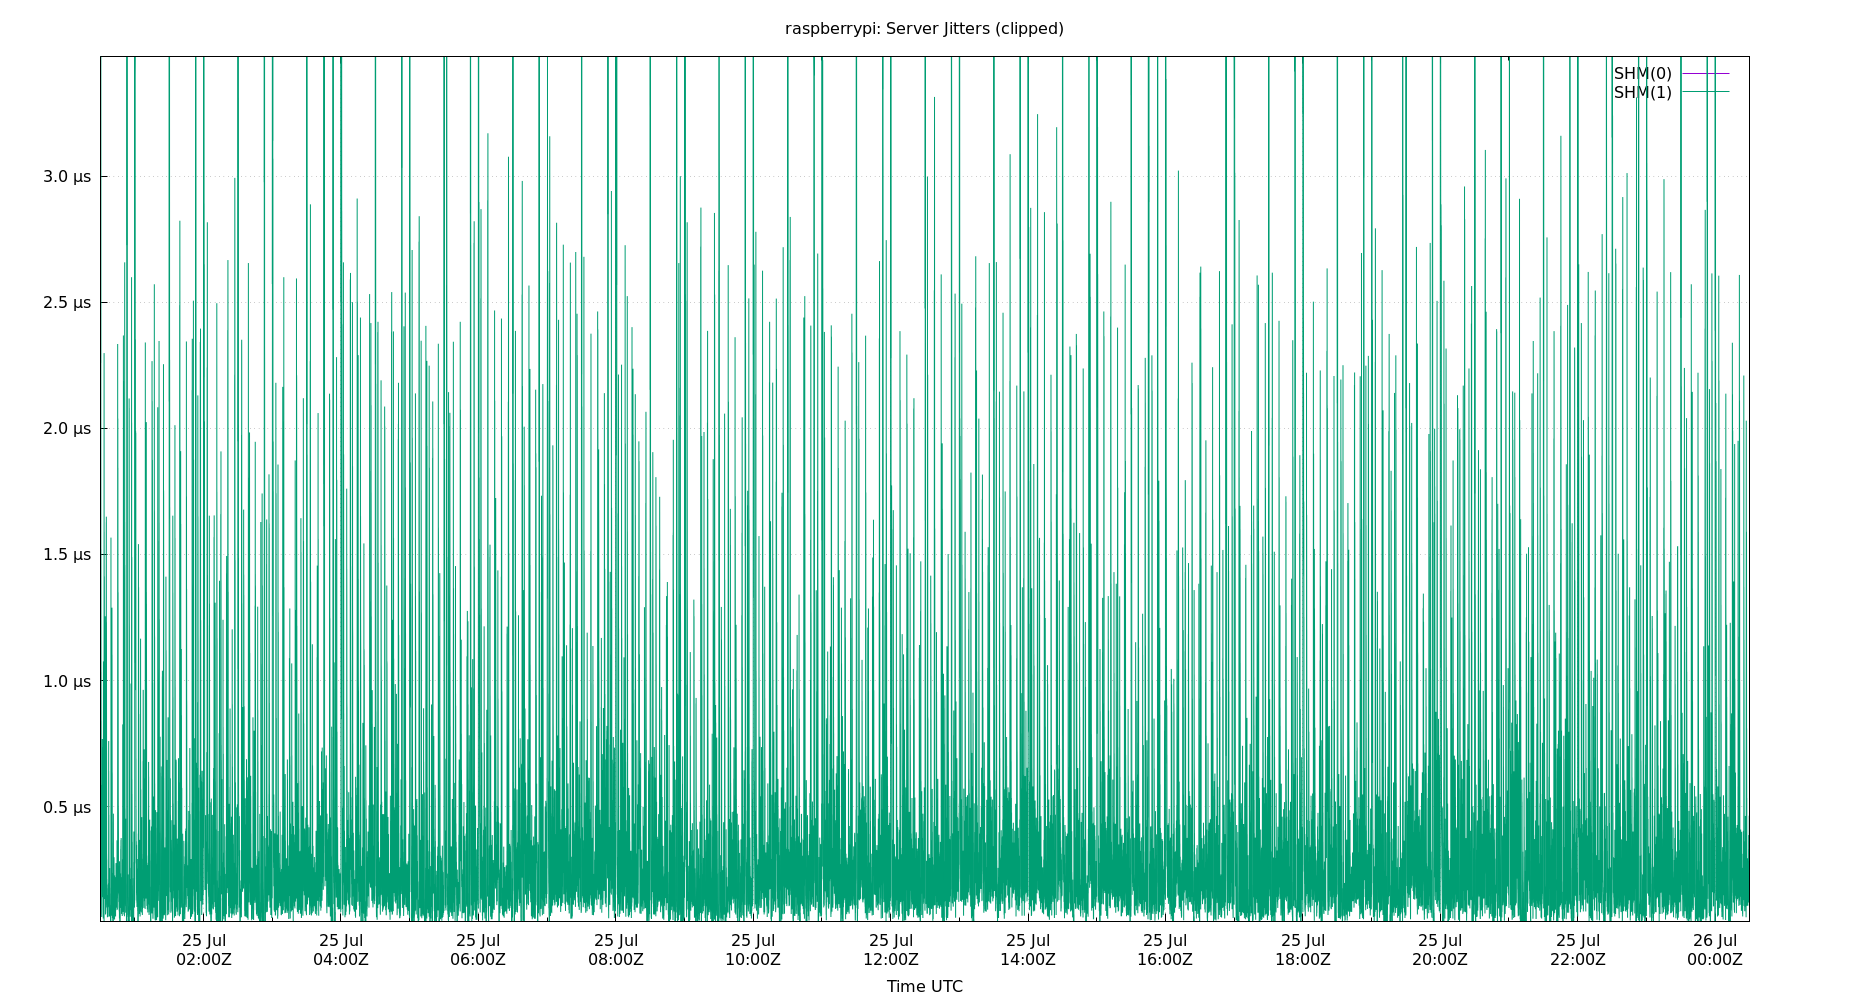 raspberrypi: Server Jitters (clipped)
SHM(0)
SHM(1)
3.0 µs
2.5 µs
2.0 µs
1.5 µs
1.0 µs
0.5 µs
25 Jul 25 Jul 25 Jul 25 Jul 25 Jul 25 Jul 25 Jul 25 Jul 25 Jul 25 Jul 25 Jul 26 Jul
02:00Z 04:00Z 06:00Z 08:00Z 10:00Z 12:00Z 14:00Z 16:00Z 18:00Z 20:00Z 22:00Z 00:00Z
Time UTC